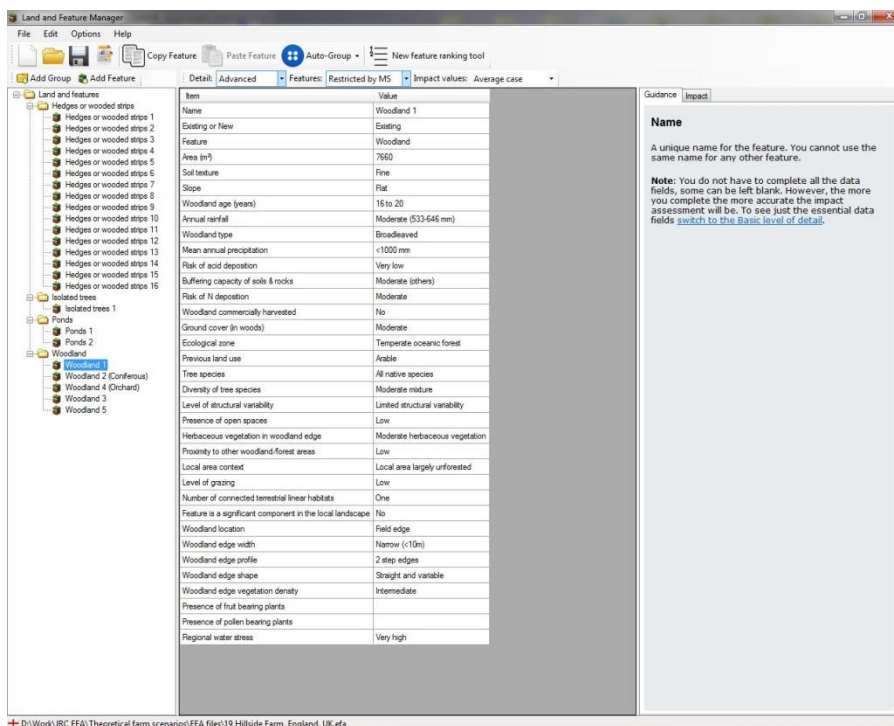 Land and Feature Manager
File Edit Options Help
Copy Feature Paste Feature Auto-Group New feature ranking tool
Add Group Add Feature Detail: Advanced Features: Restricted by MS Impact values: Average case
Land and features
Hedges or wooded strips
Hedges or wooded strips 1
Hedges or wooded strips 2
Hedges or wooded strips 3
Hedges or wooded strips 4
Hedges or wooded strips 5
Hedges or wooded strips 6
Hedges or wooded strips 7
Hedges or wooded strips 8
Hedges or wooded strips 9
Hedges or wooded strips 10
Hedges or wooded strips 11
Hedges or wooded strips 12
Hedges or wooded strips 13
Hedges or wooded strips 14
Hedges or wooded strips 15
Hedges or wooded strips 16
Isolated trees
Isolated trees 1
Ponds
Ponds 1
Ponds 2
Woodland
Woodland 1
Woodland 2 (Coniferous)
Woodland 4 (Orchard)
Woodland 3
Woodland 5
Item Value
Name Woodland 1
Existing or New Existing
Feature Woodland
Area (m²) 7660
Soil texture Fine
Slope Flat
Woodland age (years) 16 to 20
Annual rainfall Moderate (533-646 mm)
Woodland type Broadleaved
Mean annual precipitation <1000 mm
Risk of acid deposition Very low
Buffering capacity of soils & rocks Moderate (others)
Risk of N depostion Moderate
Woodland commercially harvested No
Ground cover (in woods) Moderate
Ecological zone Temperate oceanic forest
Previous land use Arable
Tree species All native species
Diversity of tree species Moderate mixture
Level of structural variability Limited structural variability
Presence of open spaces Low
Herbaceous vegetation in woodland edge Moderate herbaceous vegetation
Proximity to other woodland/forest areas Low
Local area context Local area largely unforested
Level of grazing Low
Number of connected terrestrial linear habitats One
Feature is a significant component in the local landscape No
Woodland location Field edge
Woodland edge width Narrow (<10m)
Woodland edge profile 2 step edges
Woodland edge shape Straight and variable
Woodland edge vegetation density Intermediate
Presence of fruit bearing plants
Presence of pollen bearing plants
Regional water stress Very high
Guidance Impact
Name
A unique name for the feature. You cannot use the
same name for any other feature.
Note: You do not have to complete all the data
fields, some can be left blank. However, the more
you complete the more accurate the impact
assessment will be. To see just the essential data
fields switch to the Basic level of detail.
D:\Work\JRC EFA\Theoretical farm scenarios\EFA files\19 Hillside Farm, England, UK.efa